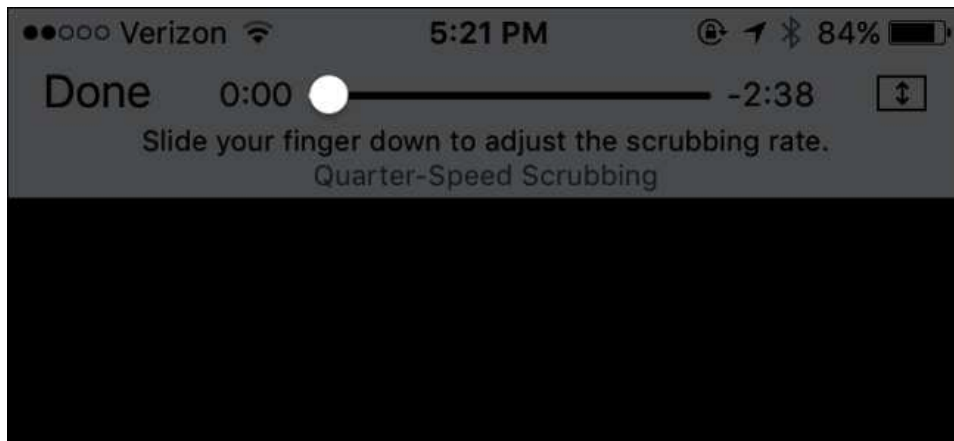 Verizon 5:21 PM 84%
Done 0:00 -2:38
Slide your finger down to adjust the scrubbing rate.
Quarter-Speed Scrubbing